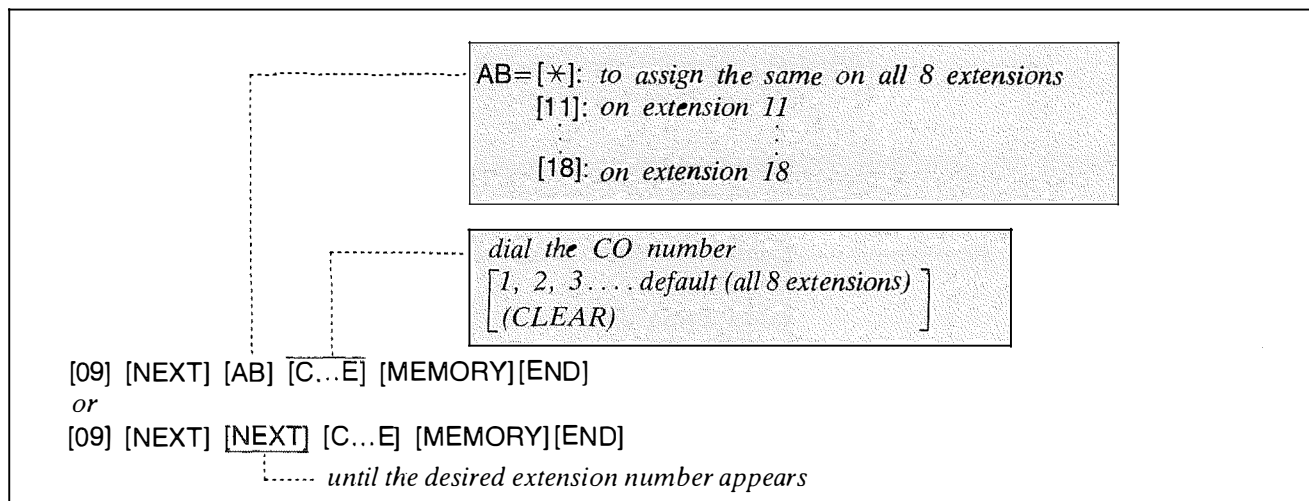 AB=[*]: to assign the same on all 8 extensions
[11]: on extension 11
[18]: on extension 18
dial the CO number
[1, 2, 3.... default (all 8 extensions)
(CLEAR)]
[09] [NEXT] [AB] [C...E] [MEMORY][END]
or
[09] [NEXT] [NEXT] [C...E] [MEMORY][END]
until the desired extension number appears